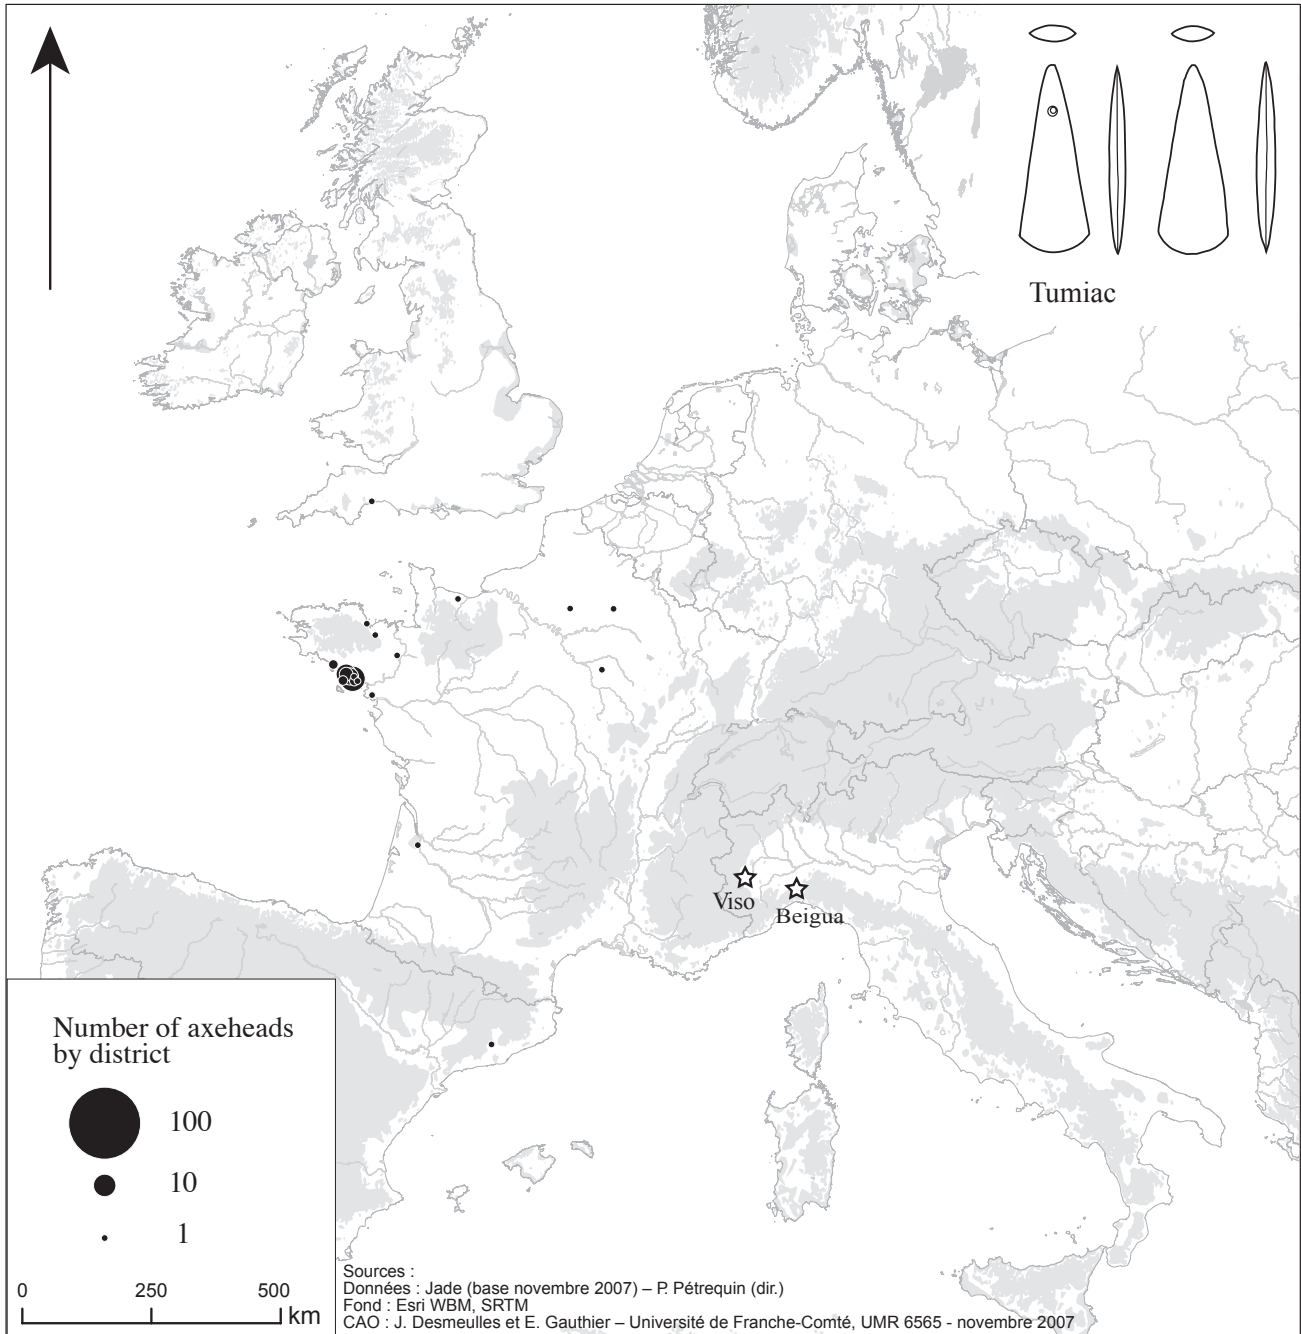 Tumiac
Viso
Beigua
Number of axeheads
by district
100
10
1
0 250 500
km
Sources :
Données : Jade (base novembre 2007) – P. Pétrequin (dir.)
Fond : Esri WBM, SRTM
CAO : J. Desmeulles et E. Gauthier – Université de Franche-Comté, UMR 6565 - novembre 2007